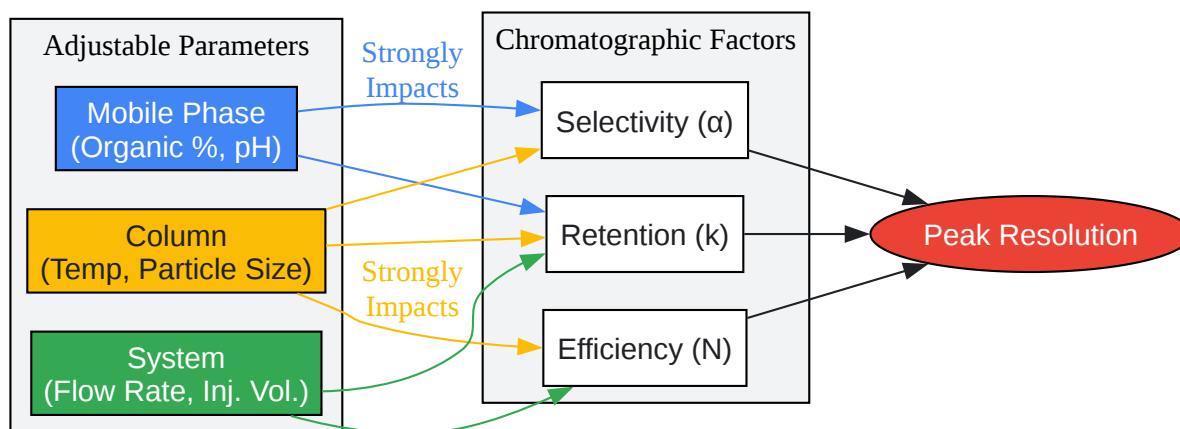 Adjustable Parameters
Mobile Phase
(Organic %, pH)
Column
(Temp, Particle Size)
System
(Flow Rate, Inj. Vol.)
Strongly
Impacts
Strongly
Impacts
Chromatographic Factors
Selectivity (α)
Retention (k)
Efficiency (N)
Peak Resolution